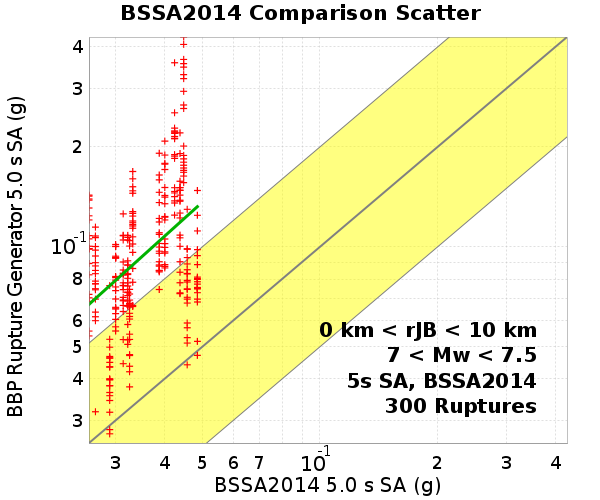 BSSA2014 Comparison Scatter
BBP Rupture Generator 5.0 s SA (g)
4
3
2
10-1
8
7
6
5
4
3
0 km < rJB < 10 km
7 < Mw < 7.5
5s SA, BSSA2014
300 Ruptures
3 4 5 6 7 10-1 2 3 4
BSSA2014 5.0 s SA (g)